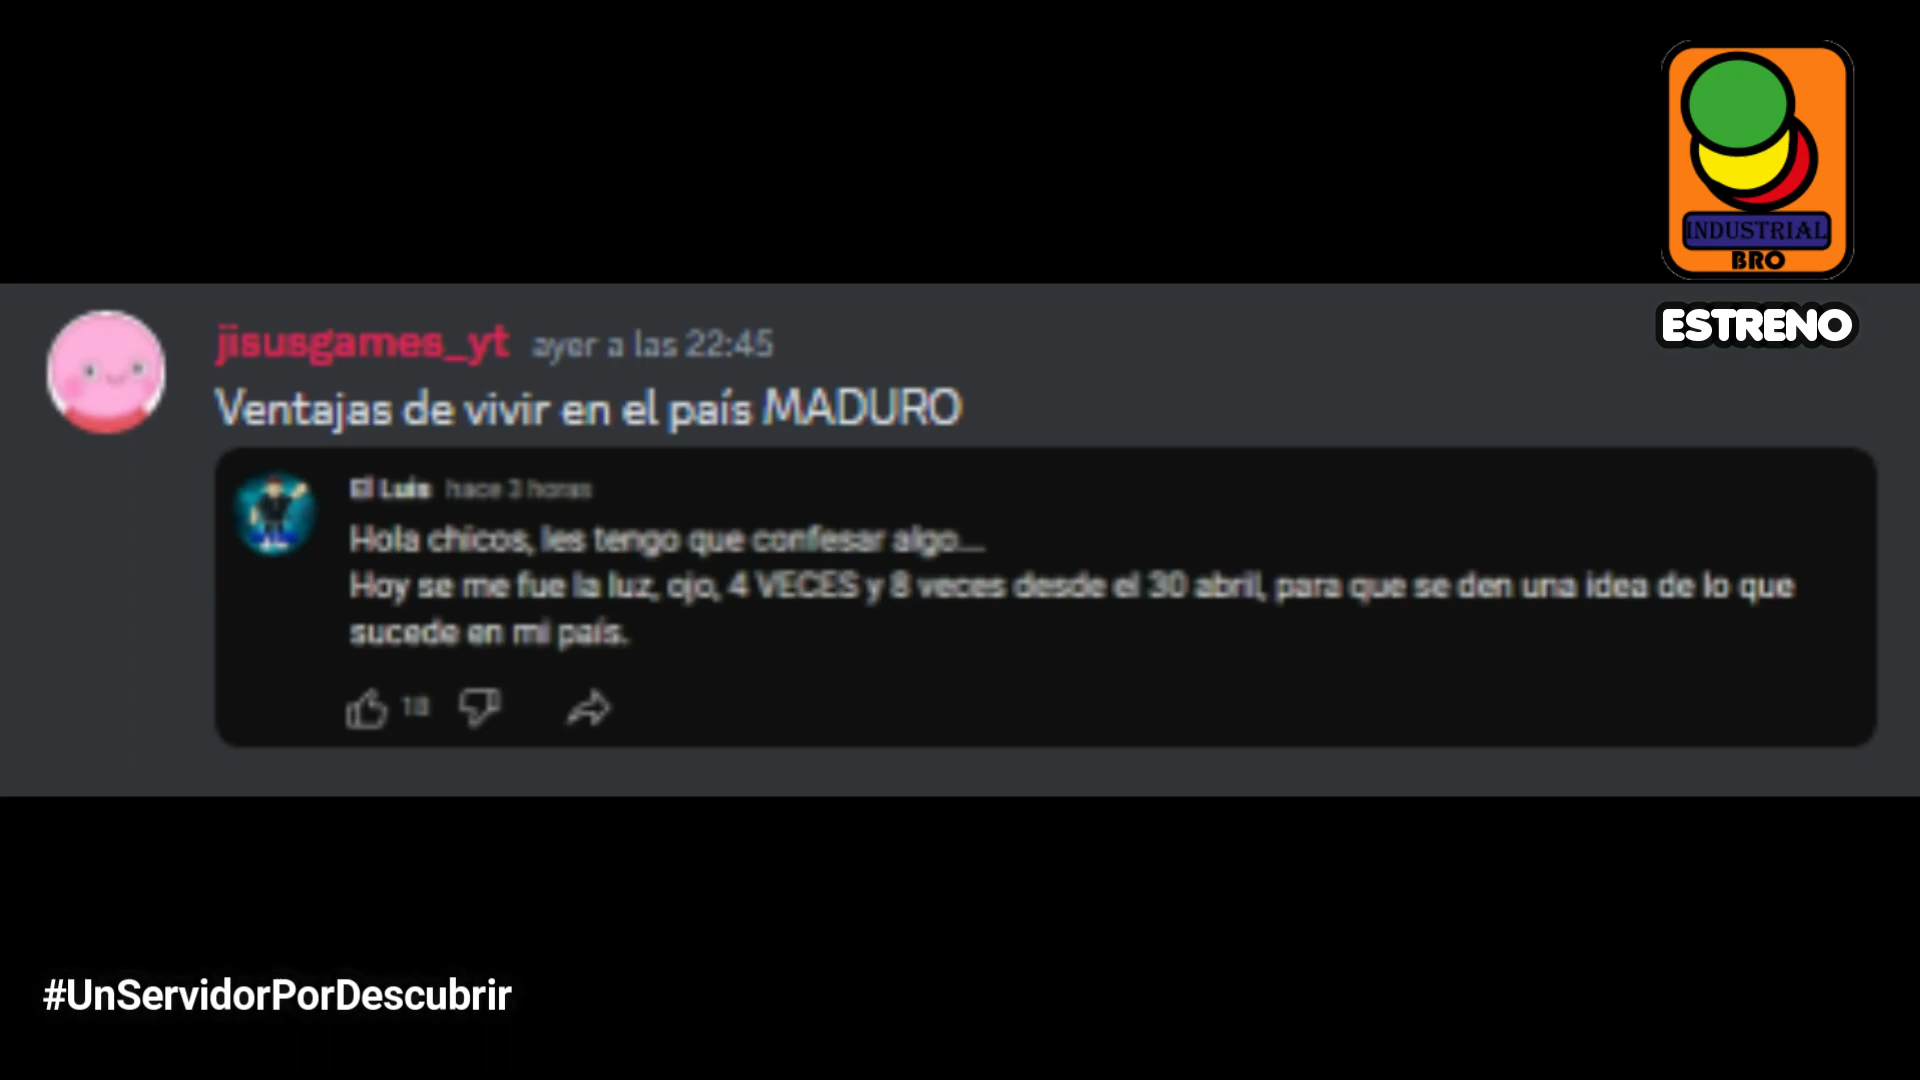 INDUSTRIAL
BRO
ESTRENO
jisusgames_yt ayer a las 22:45
Ventajas de vivir en el país MADURO
El Luis hace 3 horas
Hola chicos, les tengo que confesar algo....
Hoy se me fue la luz, ojo, 4 VECES y 8 veces desde el 30 abril, para que se den una idea de lo que
sucede en mi país.
18
#UnServidorPorDescubrir